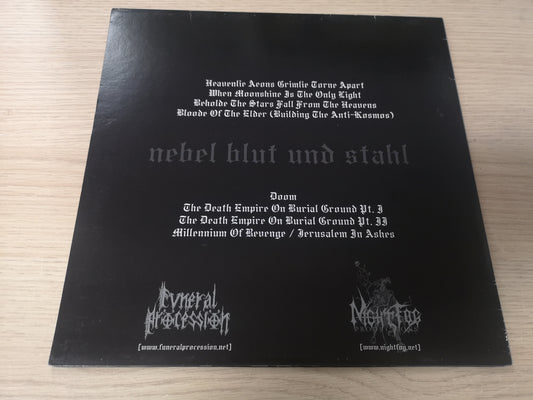 Heavenlie Aeons Grimlie Torne Apart
When Moonshine Is The Only Light
Beholde The Stars Fall From The Heavens
Bloode Of The Elder (Building The Anti-Kosmos)
nebel blut und stahl
Doom
The Death Empire On Burial Ground Pt. I
The Death Empire On Burial Ground Pt. II
Millennium Of Revenge / Jerusalem In Ashes
Funeral Procession
[www.funeralprocession.net]
Nightfog
[www.nightfog.net]